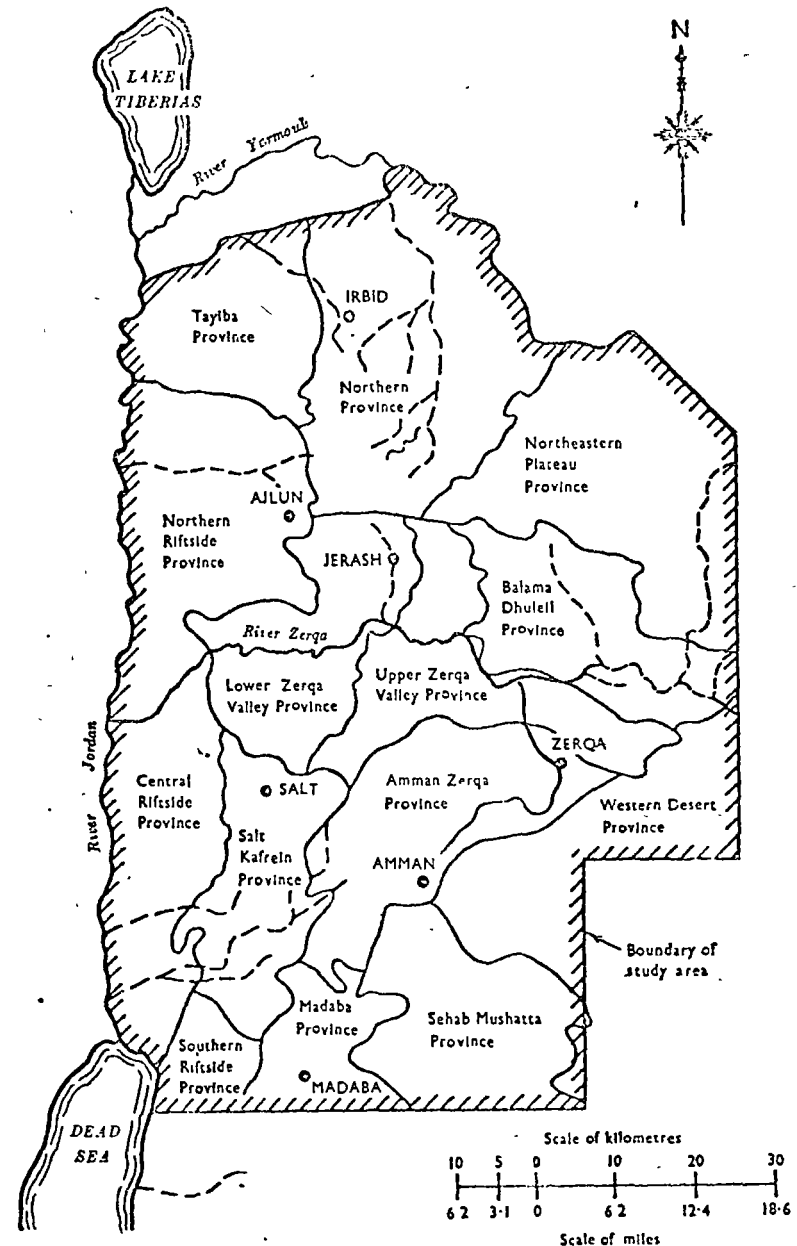 N
LAKE
TIBERIAS
River Yarmouk
IRBID
Tayiba
Province
Northern
Province
Northeastern
Plateau
Province
AJLUN
Northern
Riftside
Province
JERASH
Balama
Dhuleil
Province
River Zerqa
Lower Zerqa
Valley Province
Upper Zerqa
Valley Province
ZERQA
River Jordan
Central
Riftside
Province
SALT
Amman Zerqa
Province
Western Desert
Province
Salt
Kafrein
Province
AMMAN
Boundary of
study area
Madaba
Province
Sehab Mushatta
Province
Southern
Riftside
Province
MADABA
DEAD
SEA
Scale of kilometres
10 5 0 10 20 30
6 2 3·1 0 6 2 12·4 18·6
Scale of miles